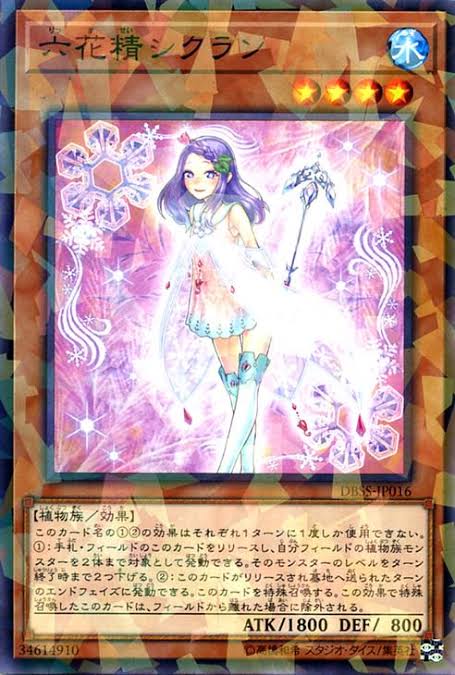 六花精シクラン
水
DBSS-JP016
【植物族/効果】
このカード名の①②の効果はそれぞれ1ターンに1度しか使用できない。
①:手札・フィールドのこのカードをリリースし、自分フィールドの植物族モン
スターを2体まで対象として発動できる。そのモンスターのレベルをターン
終了時まで2つ下げる。②:このカードがリリースされ墓地へ送られたターン
のエンドフェイズに発動できる。このカードを特殊召喚する。この効果で特殊
召喚したこのカードは、フィールドから離れた場合に除外される。
ATK/1800 DEF/ 800
34614910
©高橋和希 スタジオ・ダイス/集英社